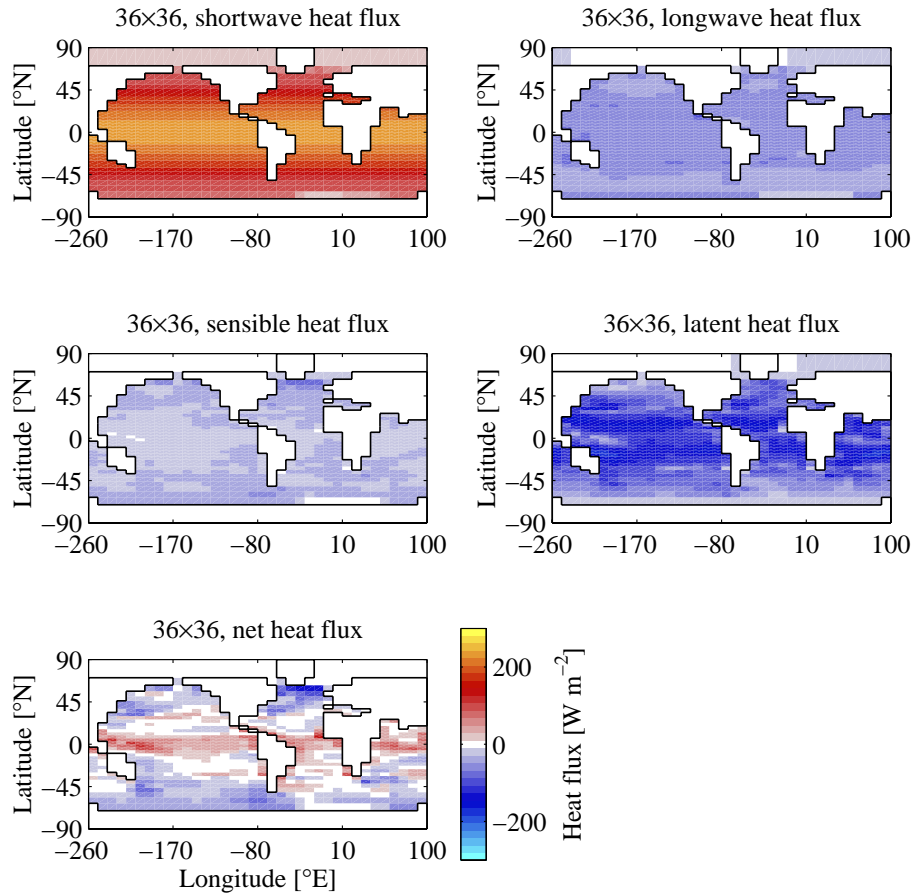 36×36, shortwave heat flux
36×36, longwave heat flux
90
45
0
−45
−90
Latitude [°N]
−260 −170 −80 10 100
90
45
0
−45
−90
Latitude [°N]
−260 −170 −80 10 100
36×36, sensible heat flux
36×36, latent heat flux
90
45
0
−45
−90
Latitude [°N]
−260 −170 −80 10 100
90
45
0
−45
−90
Latitude [°N]
−260 −170 −80 10 100
36×36, net heat flux
90
45
0
−45
−90
Latitude [°N]
−260 −170 −80 10 100
Longitude [°E]
200
0
−200
Heat flux [W m−2]